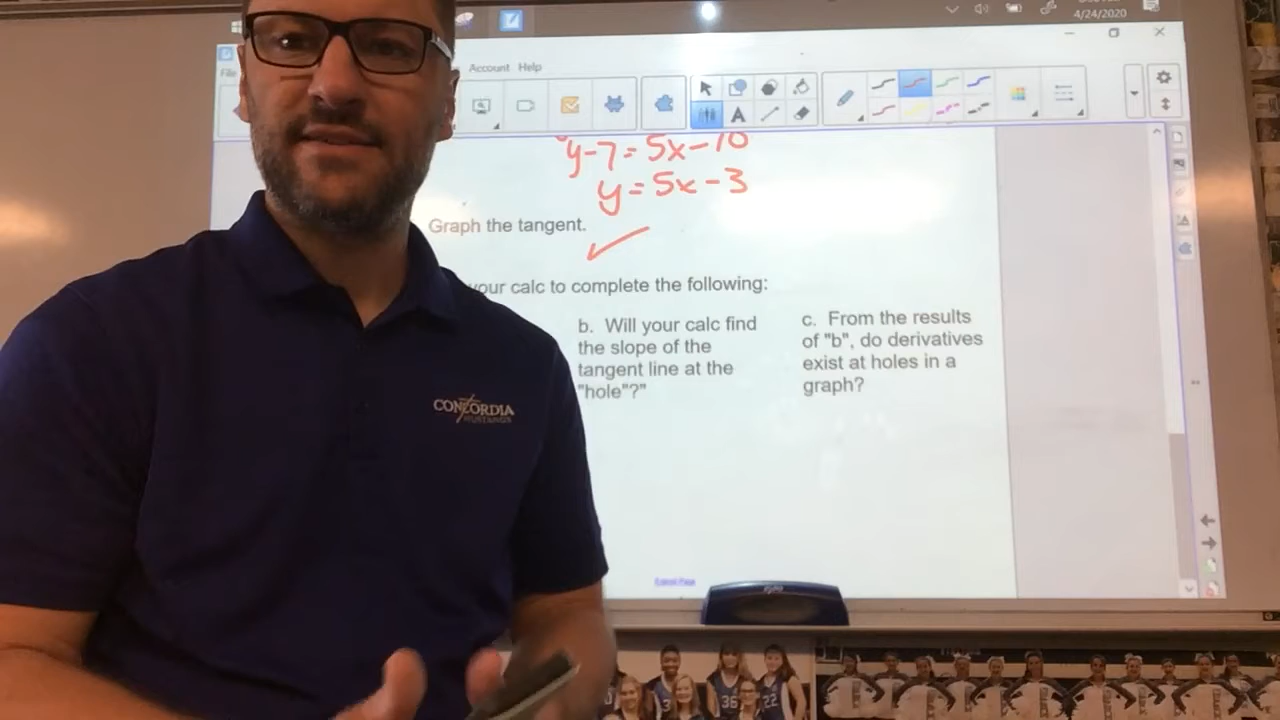 4/24/2020
File
Account Help
y-7=5x-10
y=5x-3
Graph the tangent.
your calc to complete the following:
b. Will your calc find
the slope of the
tangent line at the
"hole"?"
c. From the results
of "b", do derivatives
exist at holes in a
graph?
CONCORDIA
36
22